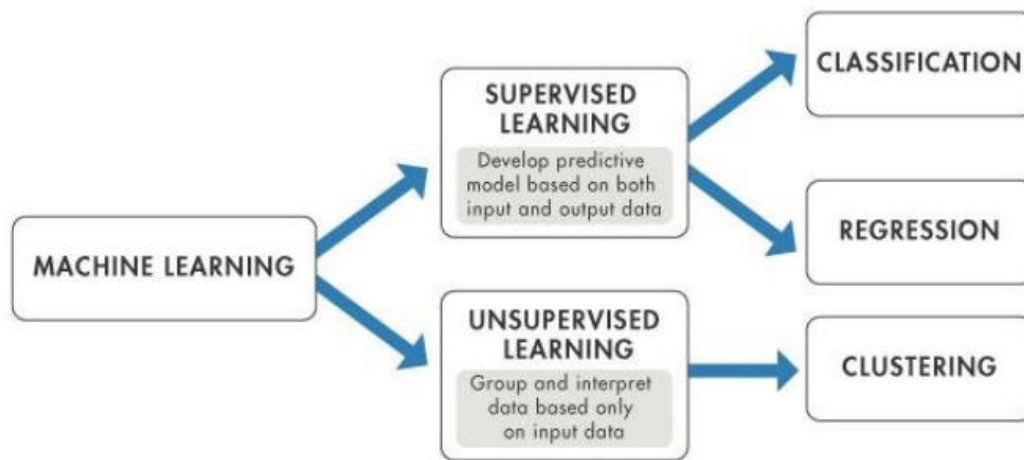 MACHINE LEARNING
SUPERVISED
LEARNING
Develop predictive
model based on both
input and output data
UNSUPERVISED
LEARNING
Group and interpret
data based only
on input data
CLASSIFICATION
REGRESSION
CLUSTERING